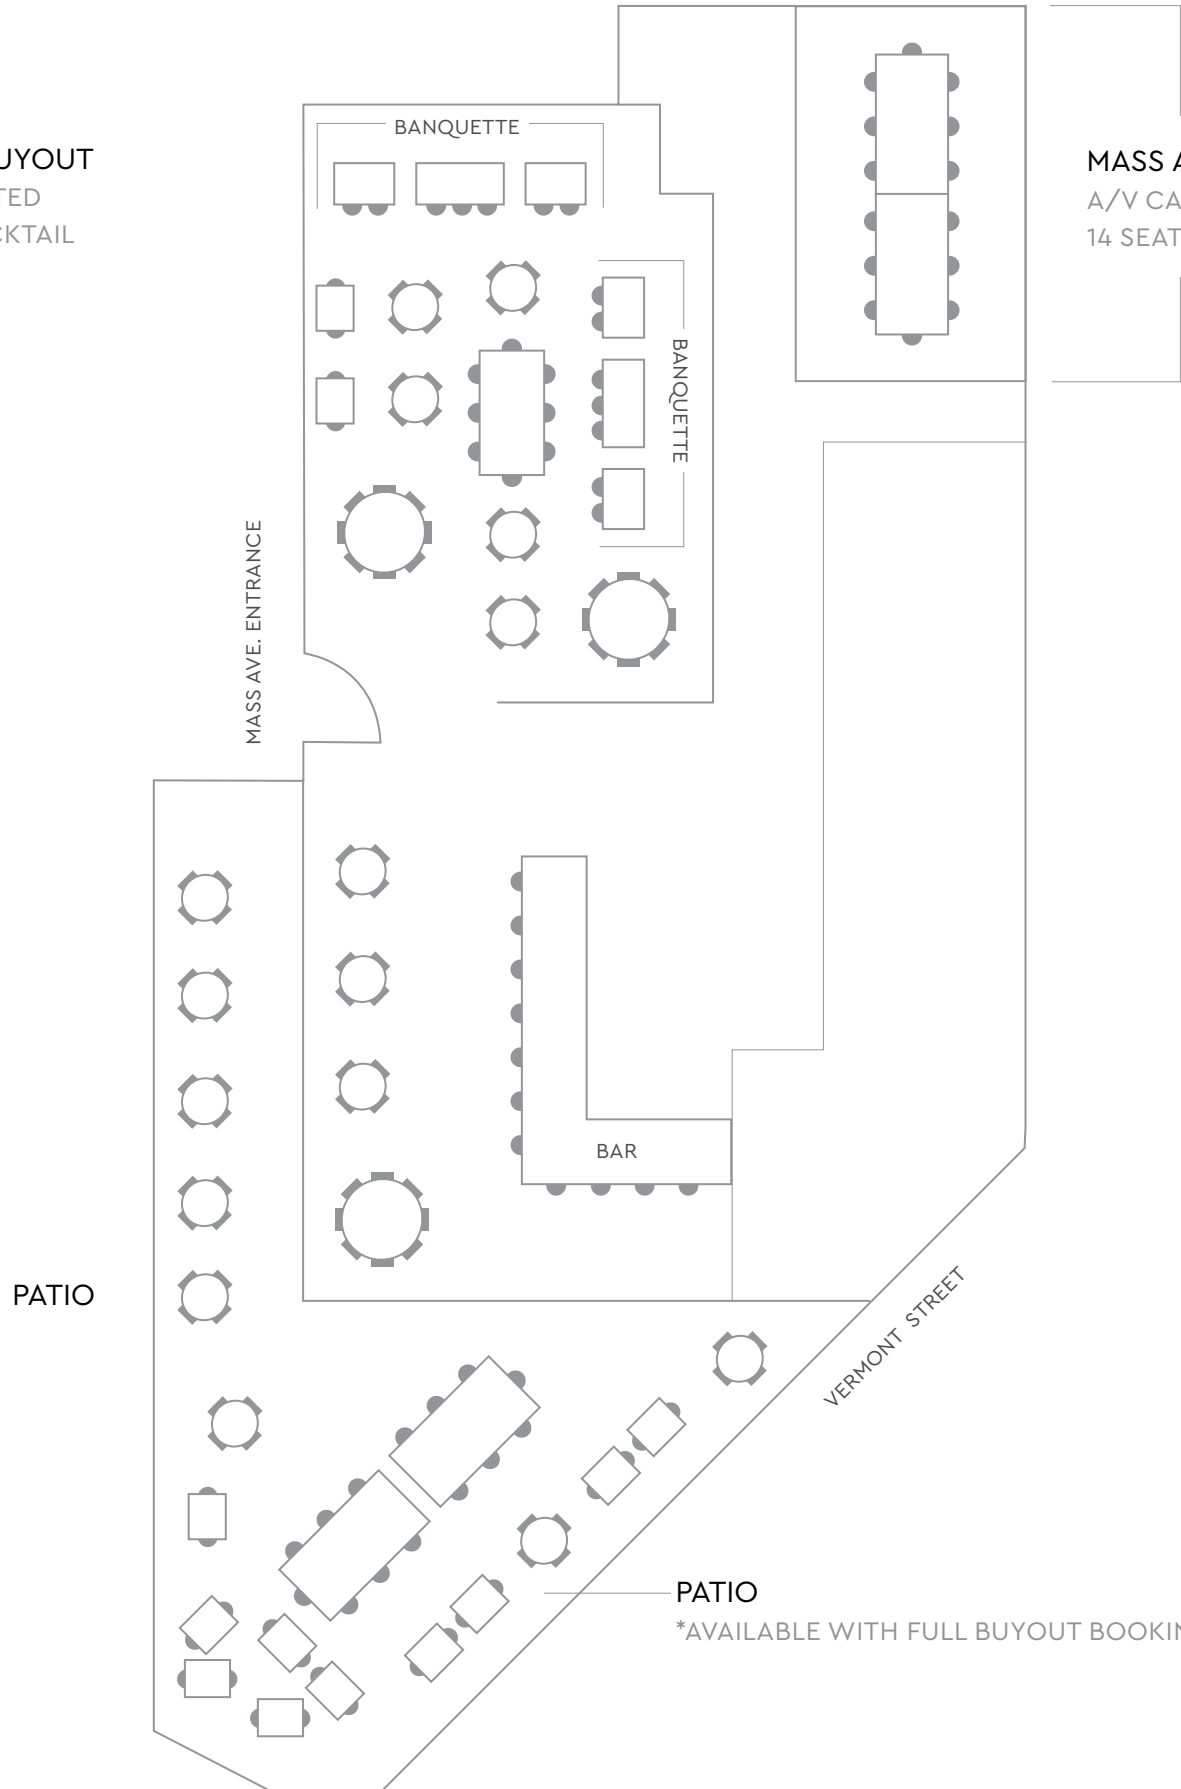 BANQUETTE
UYOUT
TED
CKTAIL
MASS A
A/V CA
14 SEAT
BANQUETTE
MASS AVE. ENTRANCE
BAR
PATIO
VERMONT STREET
PATIO
*AVAILABLE WITH FULL BUYOUT BOOKIN